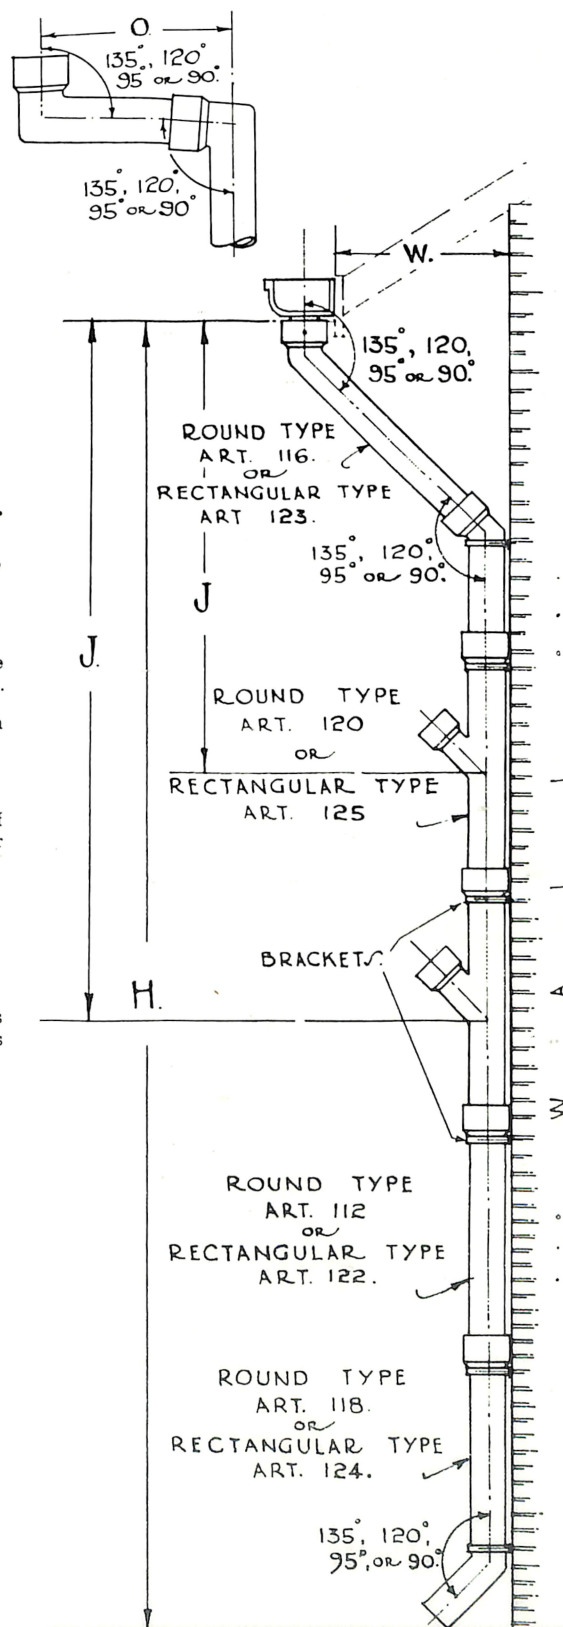 O.
135°, 120°
95° OR 90°.
135°, 120°,
95° OR 90°
W.
135°, 120,
95° OR 90°.
ROUND TYPE
ART. 116.
OR
RECTANGULAR TYPE
ART 123.
135°, 120°,
95° OR 90°.
J
J.
ROUND TYPE
ART. 120
OR
RECTANGULAR TYPE
ART. 125
BRACKETS.
H.
W A L L
ROUND TYPE
ART. 112
OR
RECTANGULAR TYPE
ART. 122.
ROUND TYPE
ART. 118.
OR
RECTANGULAR TYPE
ART. 124.
135°, 120°,
95°, OR 90°.